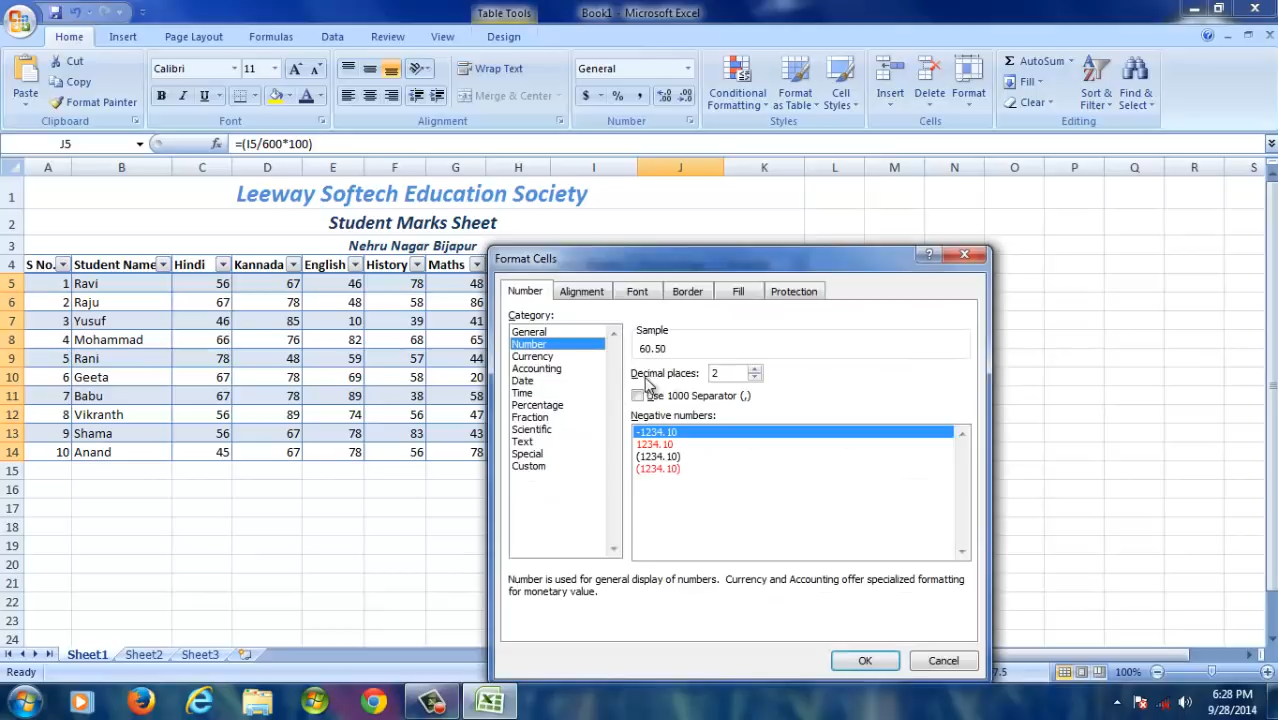 Table Tools
Book1 - Microsoft Excel
Home Insert Page Layout Formulas Data Review View Design
Paste
Cut
Copy
Format Painter
Clipboard
Calibri 11
B I U A
Font
Wrap Text
Merge & Center
Alignment
General
$ % ,
Number
Conditional Formatting
Format as Table
Cell Styles
Styles
Insert Delete Format
Cells
AutoSum
Fill
Clear
Sort & Filter
Find & Select
Editing
J5 fx =(I5/600*100)
A B C D E F G H I J K L M N O P Q R S
1 Leeway Softech Education Society
2 Student Marks Sheet
3 Nehru Nagar Bijapur
4 S No. Student Name Hindi Kannada English History Maths
5 1 Ravi 56 67 46 78 48
6 2 Raju 67 78 48 58 86
7 3 Yusuf 46 85 10 39 41
8 4 Mohammad 66 76 82 68 65
9 5 Rani 78 48 59 57 44
10 6 Geeta 67 78 69 58 68
11 7 Babu 67 78 89 38 58
12 8 Vikranth 56 89 74 56 67
13 9 Shama 56 67 78 83 43
14 10 Anand 45 67 78 56 78
15
16
17
18
19
20
21
22
23
24
Format Cells
Number Alignment Font Border Fill Protection
Category:
General
Number
Currency
Accounting
Date
Time
Percentage
Fraction
Scientific
Text
Special
Custom
Sample
60.50
Decimal places: 2
Use 1000 Separator (,)
Negative numbers:
-1234.10
1234.10
(1234.10)
(1234.10)
Number is used for general display of numbers. Currency and Accounting offer specialized formatting
for monetary value.
OK Cancel
Sheet1 Sheet2 Sheet3
Ready 7.5 100%
6:28 PM
9/28/2014